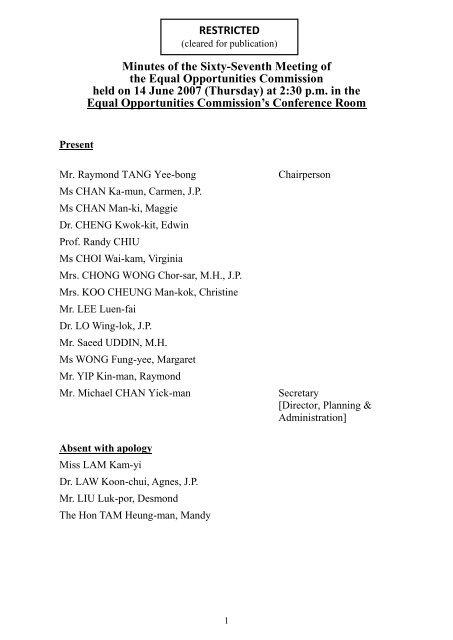 RESTRICTED
(cleared for publication)
Minutes of the Sixty-Seventh Meeting of
the Equal Opportunities Commission
held on 14 June 2007 (Thursday) at 2:30 p.m. in the
Equal Opportunities Commission's Conference Room
Present
Mr. Raymond TANG Yee-bong Chairperson
Ms CHAN Ka-mun, Carmen, J.P.
Ms CHAN Man-ki, Maggie
Dr. CHENG Kwok-kit, Edwin
Prof. Randy CHIU
Ms CHOI Wai-kam, Virginia
Mrs. CHONG WONG Chor-sar, M.H., J.P.
Mrs. KOO CHEUNG Man-kok, Christine
Mr. LEE Luen-fai
Dr. LO Wing-lok, J.P.
Mr. Saeed UDDIN, M.H.
Ms WONG Fung-yee, Margaret
Mr. YIP Kin-man, Raymond
Mr. Michael CHAN Yick-man Secretary
[Director, Planning &
Administration]
Absent with apology
Miss LAM Kam-yi
Dr. LAW Koon-chui, Agnes, J.P.
Mr. LIU Luk-por, Desmond
The Hon TAM Heung-man, Mandy
1